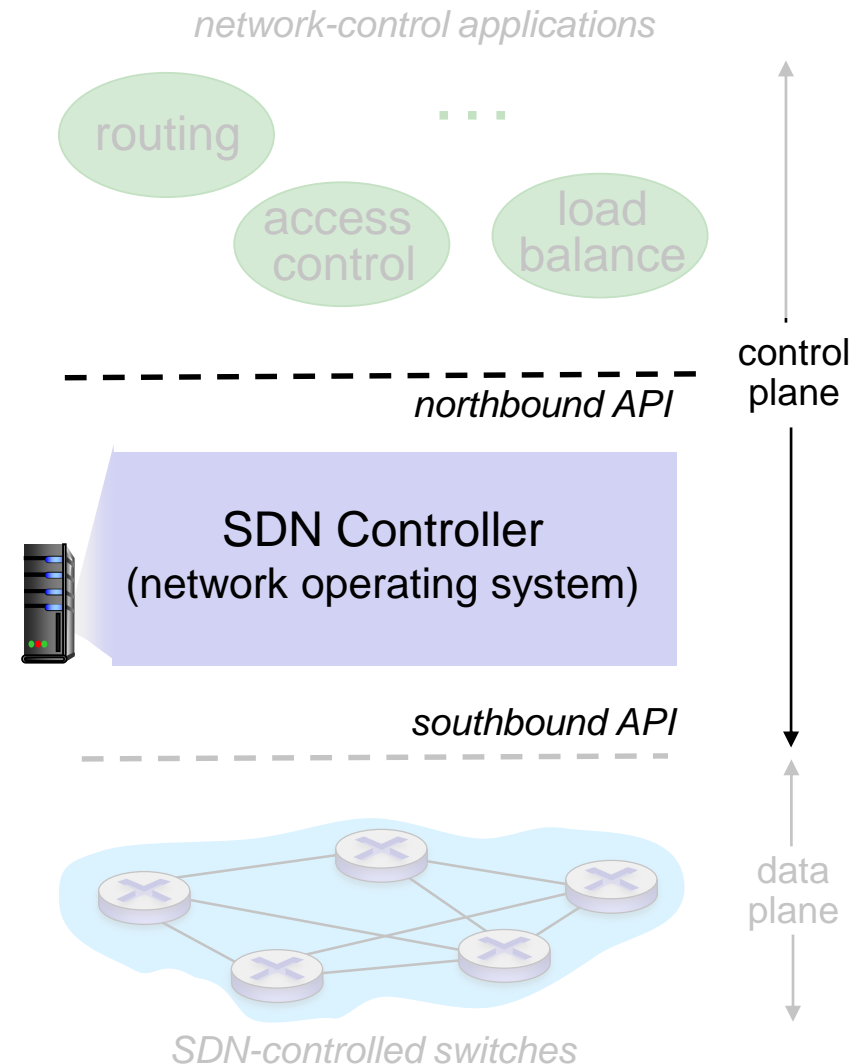 network-control applications
routing
...
access
control
load
balance
control
plane
northbound API
SDN Controller
(network operating system)
southbound API
data
plane
SDN-controlled switches